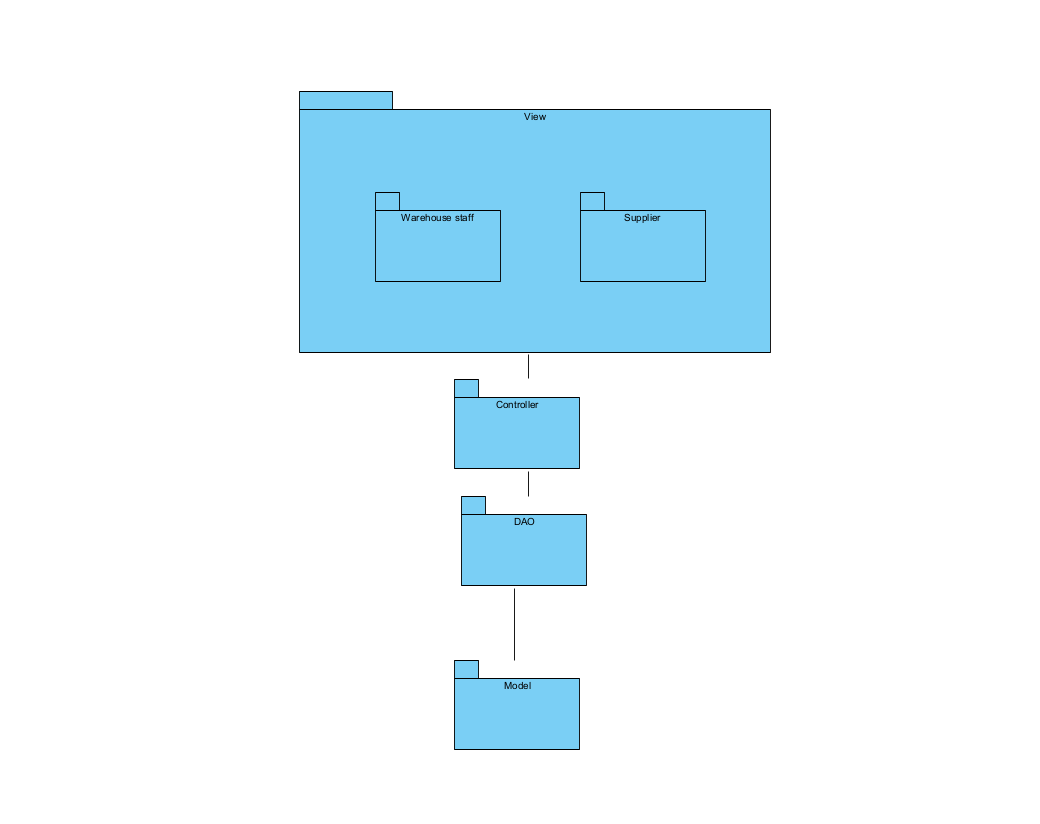 View
Warehouse staff
Supplier
Controller
DAO
Model